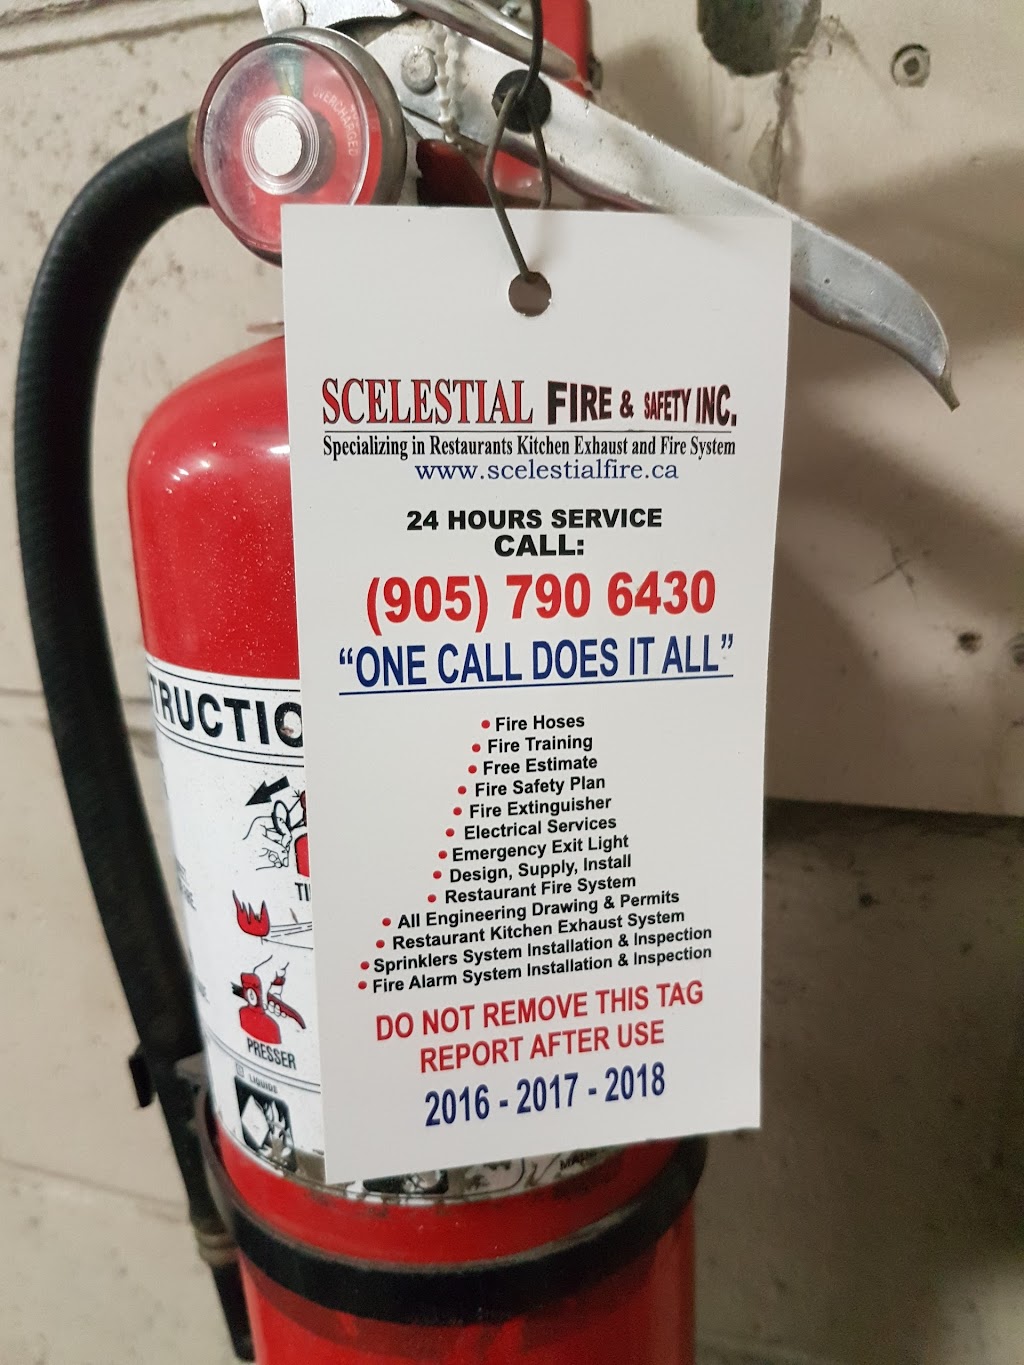 OVERCHARGED
SCELESTIAL FIRE & SAFETY INC.
Specializing in Restaurants Kitchen Exhaust and Fire System
www.scelestialfire.ca
24 HOURS SERVICE
CALL:
(905) 790 6430
“ONE CALL DOES IT ALL”
• Fire Hoses
• Fire Training
• Free Estimate
• Fire Safety Plan
• Fire Extinguisher
• Electrical Services
• Emergency Exit Light
• Design, Supply, Install
• Restaurant Fire System
• All Engineering Drawing & Permits
• Restaurant Kitchen Exhaust System
• Sprinklers System Installation & Inspection
• Fire Alarm System Installation & Inspection
DO NOT REMOVE THIS TAG
REPORT AFTER USE
2016 - 2017 - 2018
TRUCTIO
TI
PRESSER
LIQUIDS